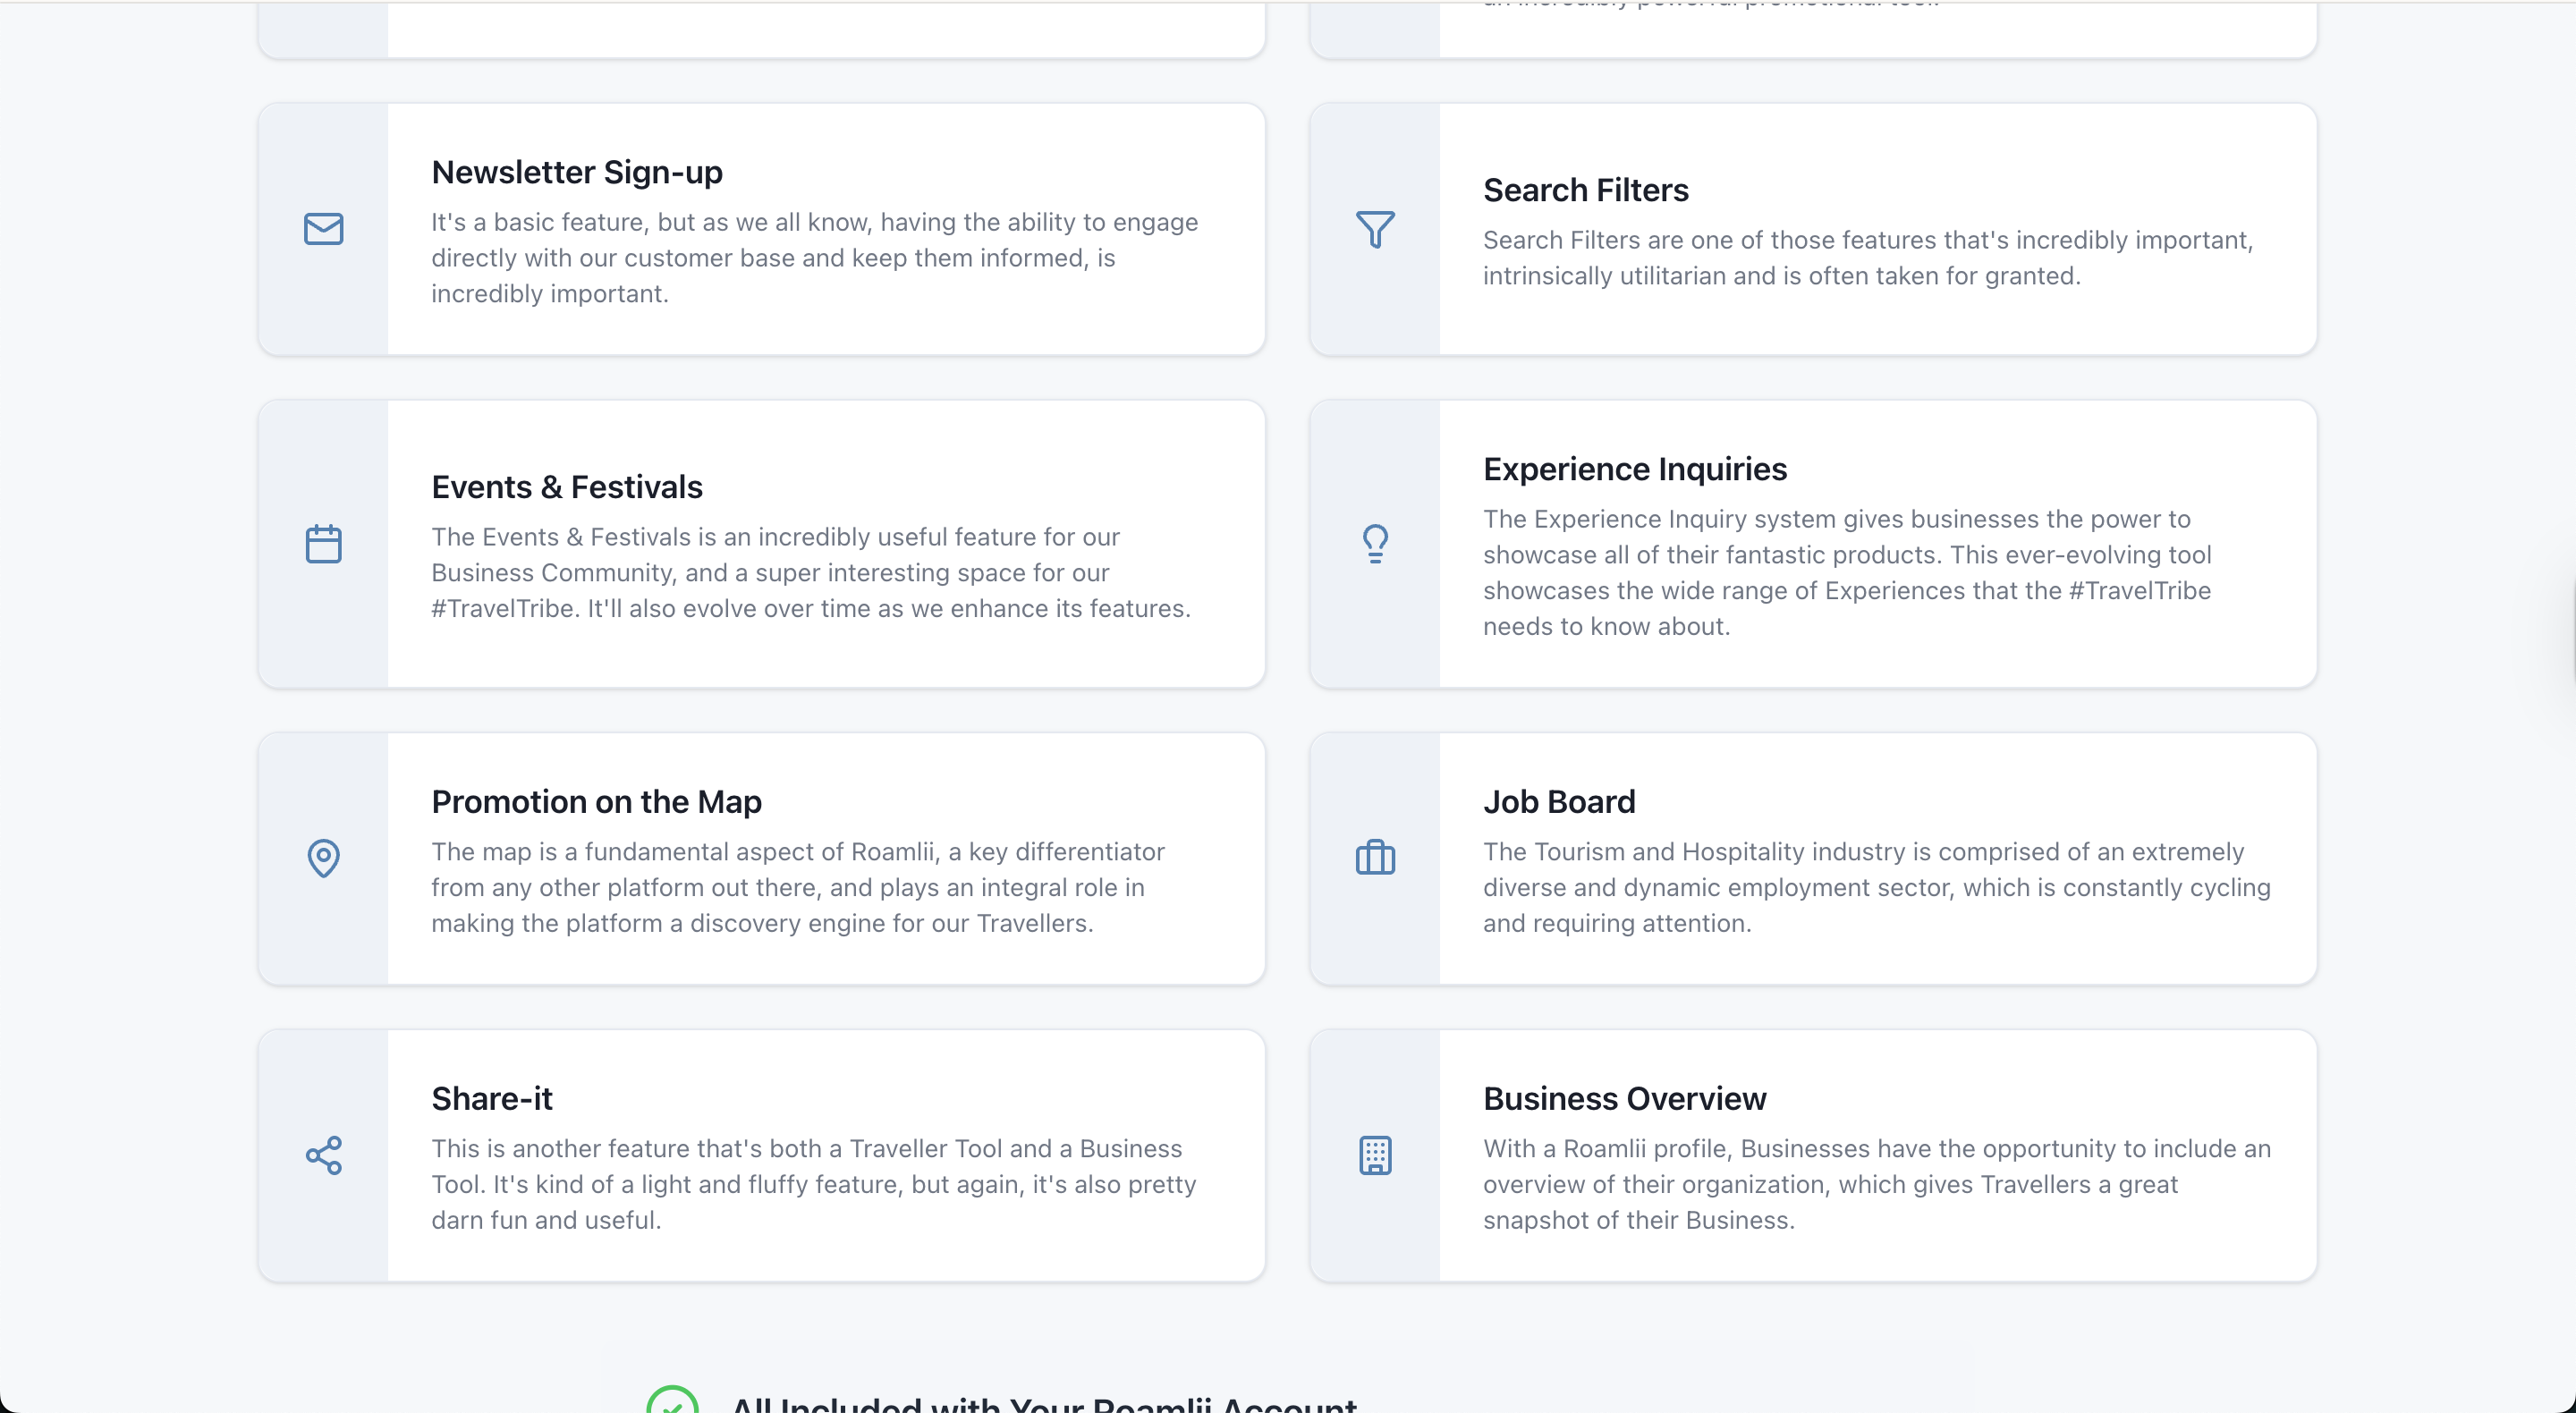 an incredibly powerful promotional tool.
Newsletter Sign-up
It's a basic feature, but as we all know, having the ability to engage
directly with our customer base and keep them informed, is
incredibly important.
Search Filters
Search Filters are one of those features that's incredibly important,
intrinsically utilitarian and is often taken for granted.
Events & Festivals
The Events & Festivals is an incredibly useful feature for our
Business Community, and a super interesting space for our
#TravelTribe. It'll also evolve over time as we enhance its features.
Experience Inquiries
The Experience Inquiry system gives businesses the power to
showcase all of their fantastic products. This ever-evolving tool
showcases the wide range of Experiences that the #TravelTribe
needs to know about.
Promotion on the Map
The map is a fundamental aspect of Roamlii, a key differentiator
from any other platform out there, and plays an integral role in
making the platform a discovery engine for our Travellers.
Job Board
The Tourism and Hospitality industry is comprised of an extremely
diverse and dynamic employment sector, which is constantly cycling
and requiring attention.
Share-it
This is another feature that's both a Traveller Tool and a Business
Tool. It's kind of a light and fluffy feature, but again, it's also pretty
darn fun and useful.
Business Overview
With a Roamlii profile, Businesses have the opportunity to include an
overview of their organization, which gives Travellers a great
snapshot of their Business.
All Included with Your Roamlii Account